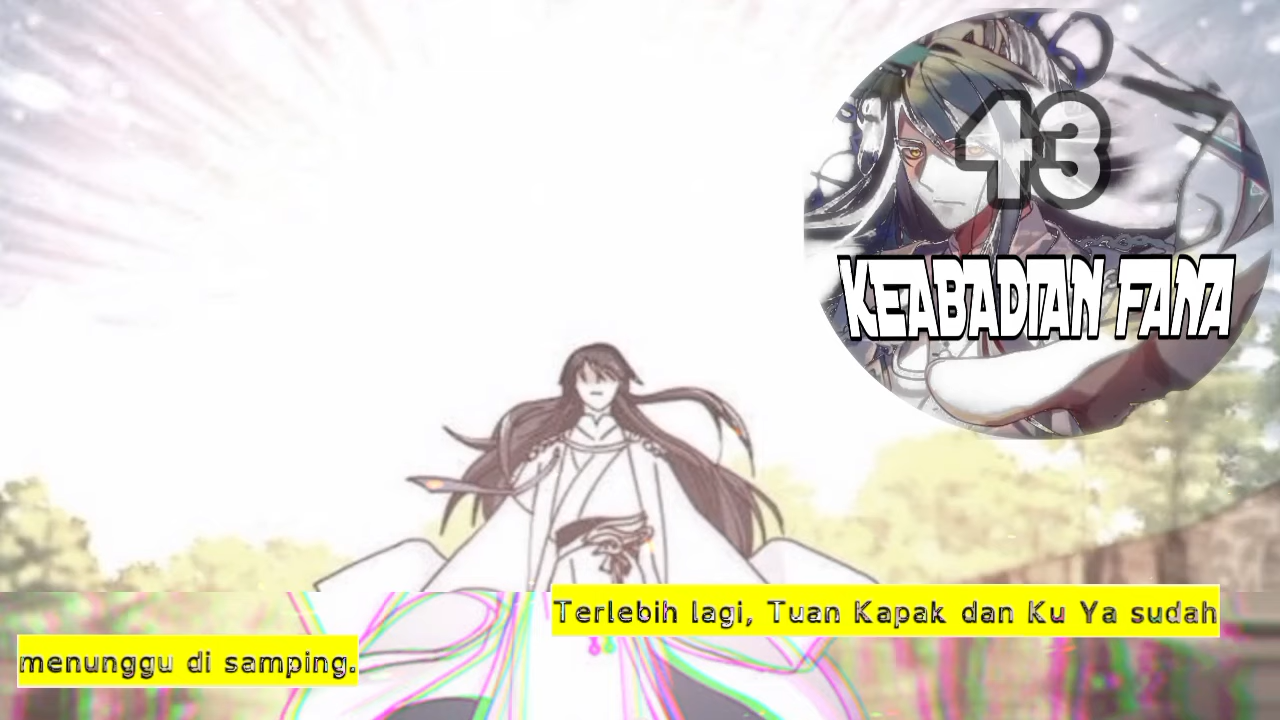 43
KEABADIAN FANA
Terlebih lagi, Tuan Kapak dan Ku Ya sudah
menunggu di samping.